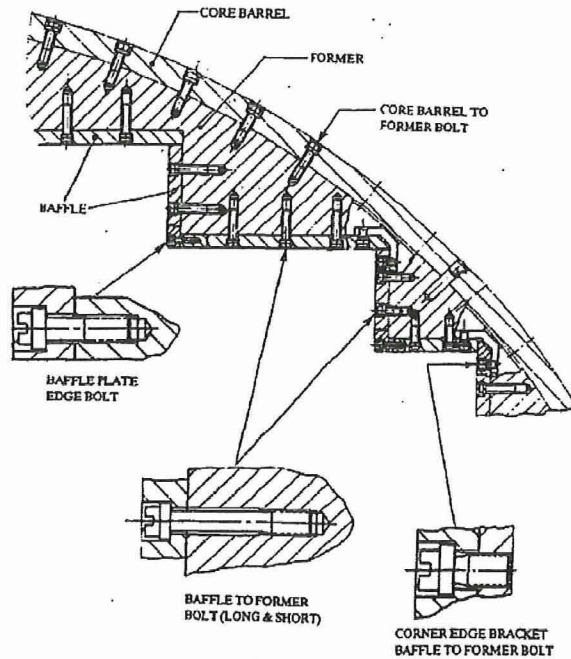 CORE BARREL
FORMER
CORE BARREL TO
FORMER BOLT
BAFFLE
BAFFLE PLATE
EDGE BOLT
BAFFLE TO FORMER
BOLT (LONG & SHORT)
CORNER EDGE BRACKET
BAFFLE TO FORMER BOLT